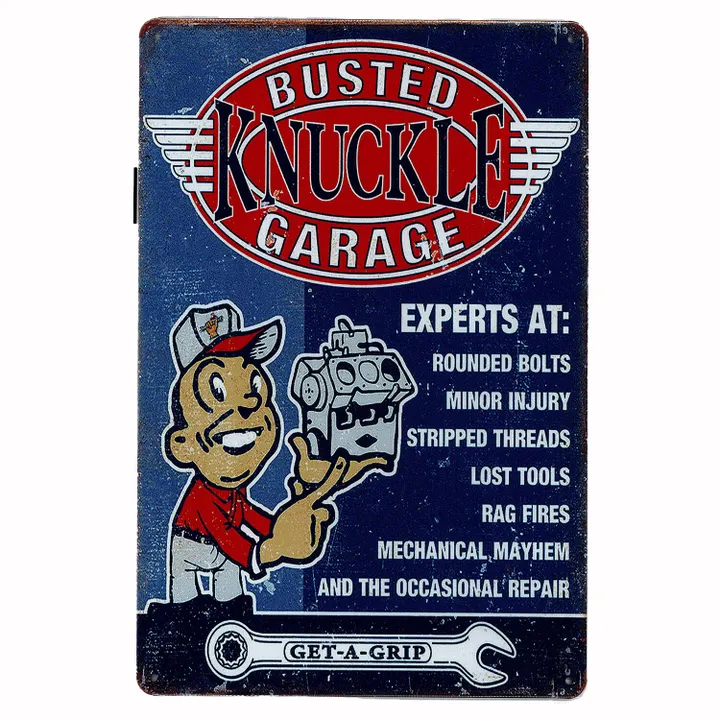 BUSTED
KNUCKLE
GARAGE
EXPERTS AT:
ROUNDED BOLTS
MINOR INJURY
STRIPPED THREADS
LOST TOOLS
RAG FIRES
MECHANICAL MAYHEM
AND THE OCCASIONAL REPAIR
GET-A-GRIP